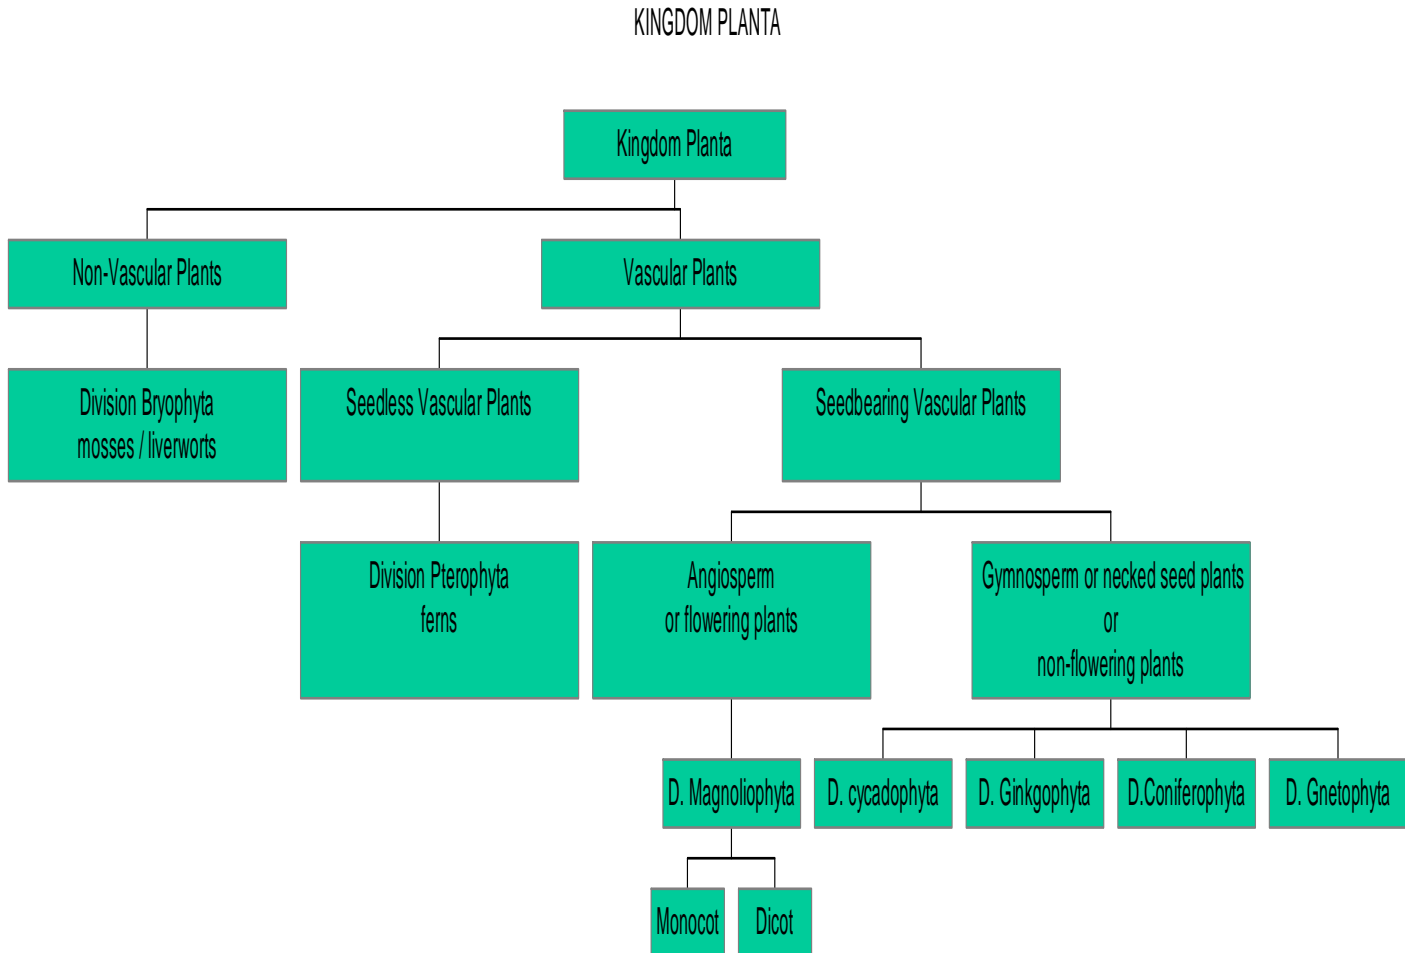 KINGDOM PLANTA
Kingdom Planta
Non-Vascular Plants
Vascular Plants
Division Bryophyta
mosses / liverworts
Seedless Vascular Plants
Seedbearing Vascular Plants
Division Pterophyta
ferns
Angiosperm
or flowering plants
Gymnosperm or necked seed plants
or
non-flowering plants
D. Magnoliophyta
D. cycadophyta
D. Ginkgophyta
D.Coniferophyta
D. Gnetophyta
Monocot
Dicot